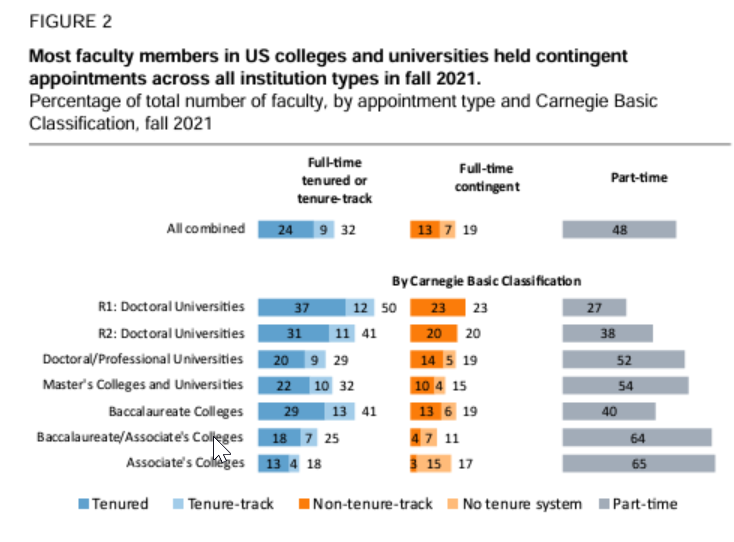 FIGURE 2
Most faculty members in US colleges and universities held contingent
appointments across all institution types in fall 2021.
Percentage of total number of faculty, by appointment type and Carnegie Basic
Classification, fall 2021
Full-time
tenured or
tenure-track
Full-time
contingent
Part-time
All combined 24 9 32 13 7 19 48
By Carnegie Basic Classification
R1: Doctoral Universities 37 12 50 23 23 27
R2: Doctoral Universities 31 11 41 20 20 38
Doctoral/Professional Universities 20 9 29 14 5 19 52
Master's Colleges and Universities 22 10 32 10 4 15 54
Baccalaureate Colleges 29 13 41 13 6 19 40
Baccalaureate/Associate's Colleges 18 7 25 4 7 11 64
Associate's Colleges 13 4 18 3 15 17 65
Tenured Tenure-track Non-tenure-track No tenure system Part-time